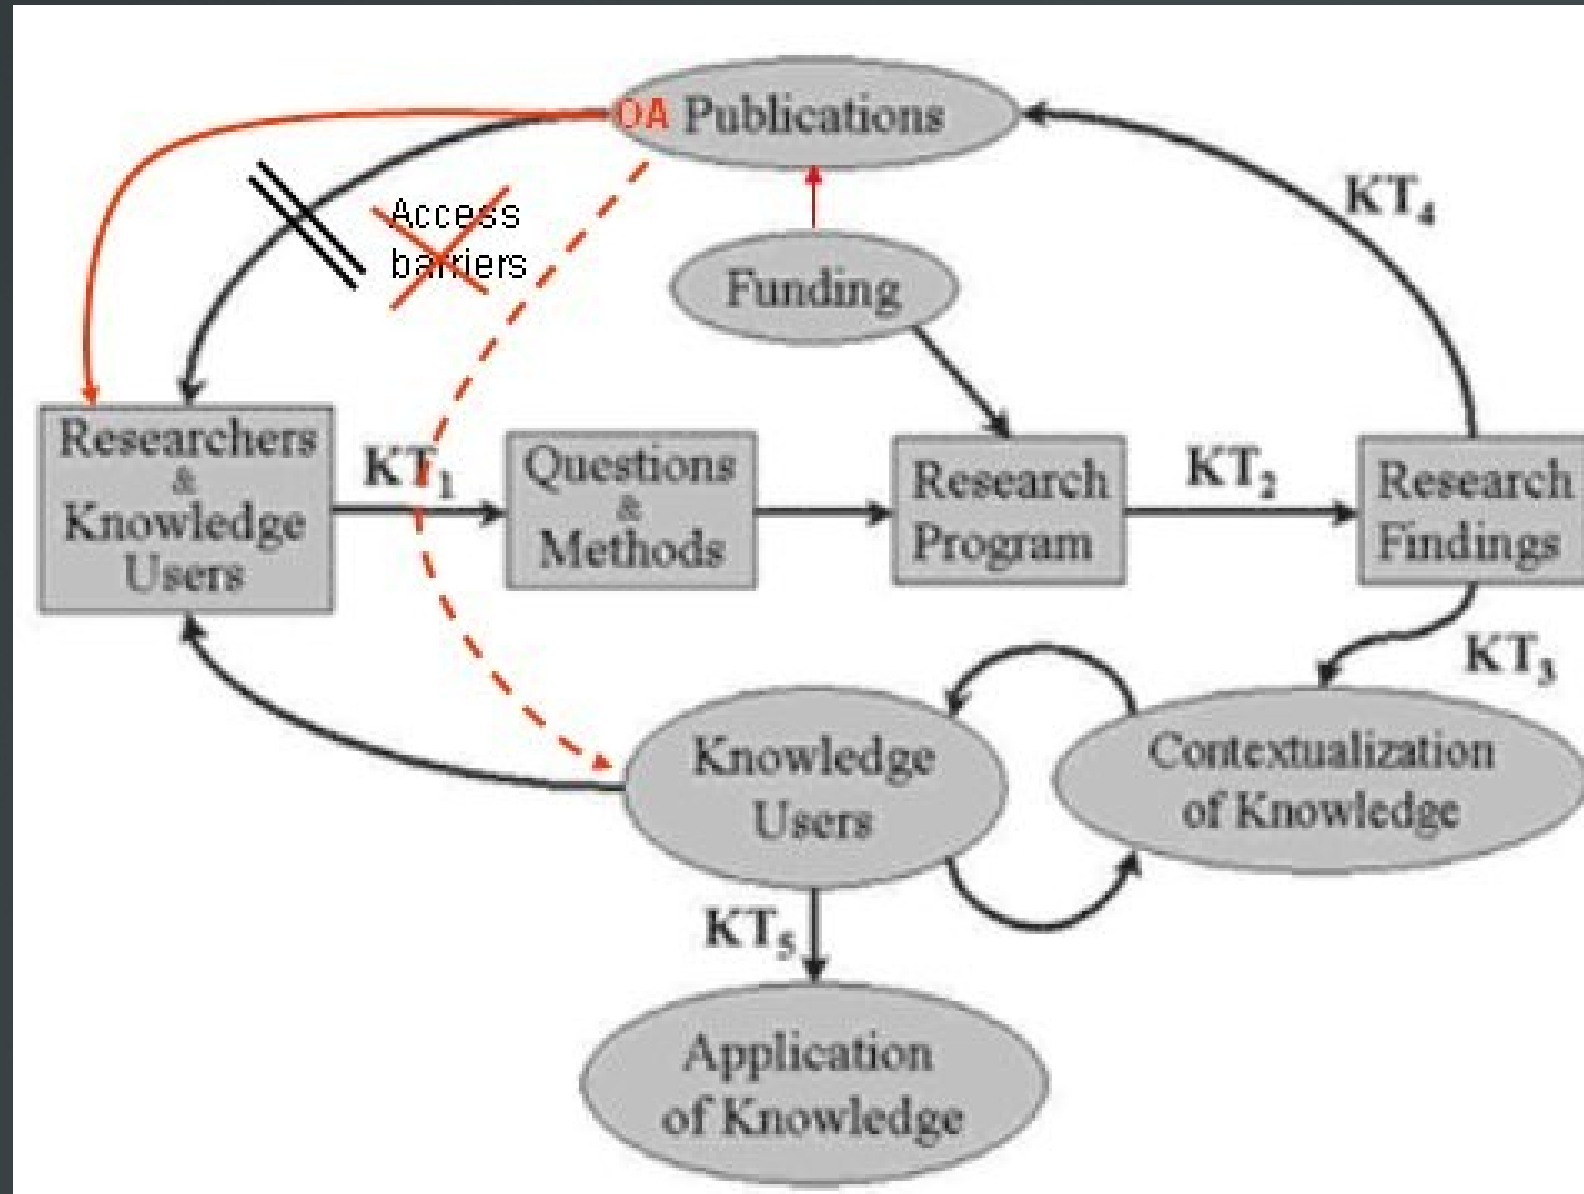 OA Publications
KT4
Access
barriers
Funding
Researchers
&
Knowledge
Users
KT1
Questions
&
Methods
Research
Program
KT2
Research
Findings
KT3
Knowledge
Users
Contextualization
of Knowledge
KT5
Application
of Knowledge